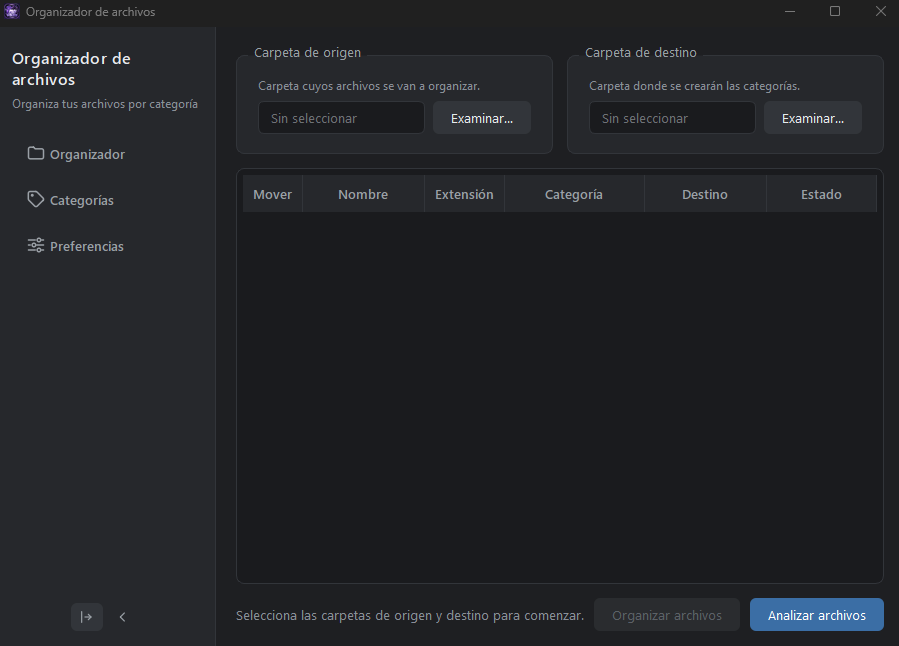 Organizador de archivos
Organizador de
archivos
Organiza tus archivos por categoría
Organizador
Categorías
Preferencias
Carpeta de origen
Carpeta cuyos archivos se van a organizar.
Sin seleccionar
Examinar...
Carpeta de destino
Carpeta donde se crearán las categorías.
Sin seleccionar
Examinar...
Mover Nombre Extensión Categoría Destino Estado
Selecciona las carpetas de origen y destino para comenzar.
Organizar archivos
Analizar archivos